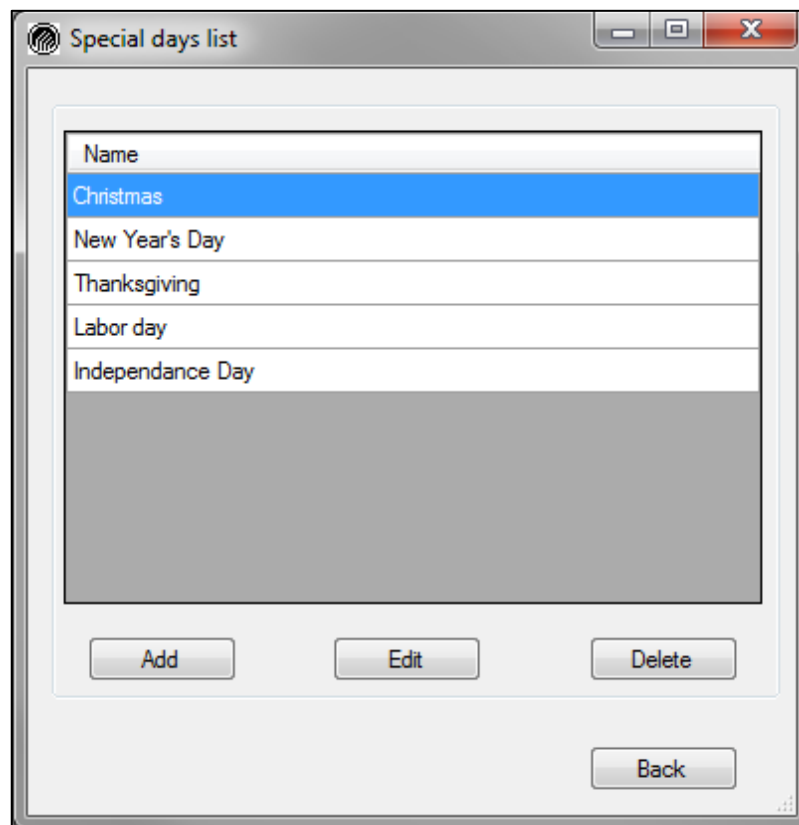 Special days list
Name
Christmas
New Year's Day
Thanksgiving
Labor day
Independance Day
Add Edit Delete
Back